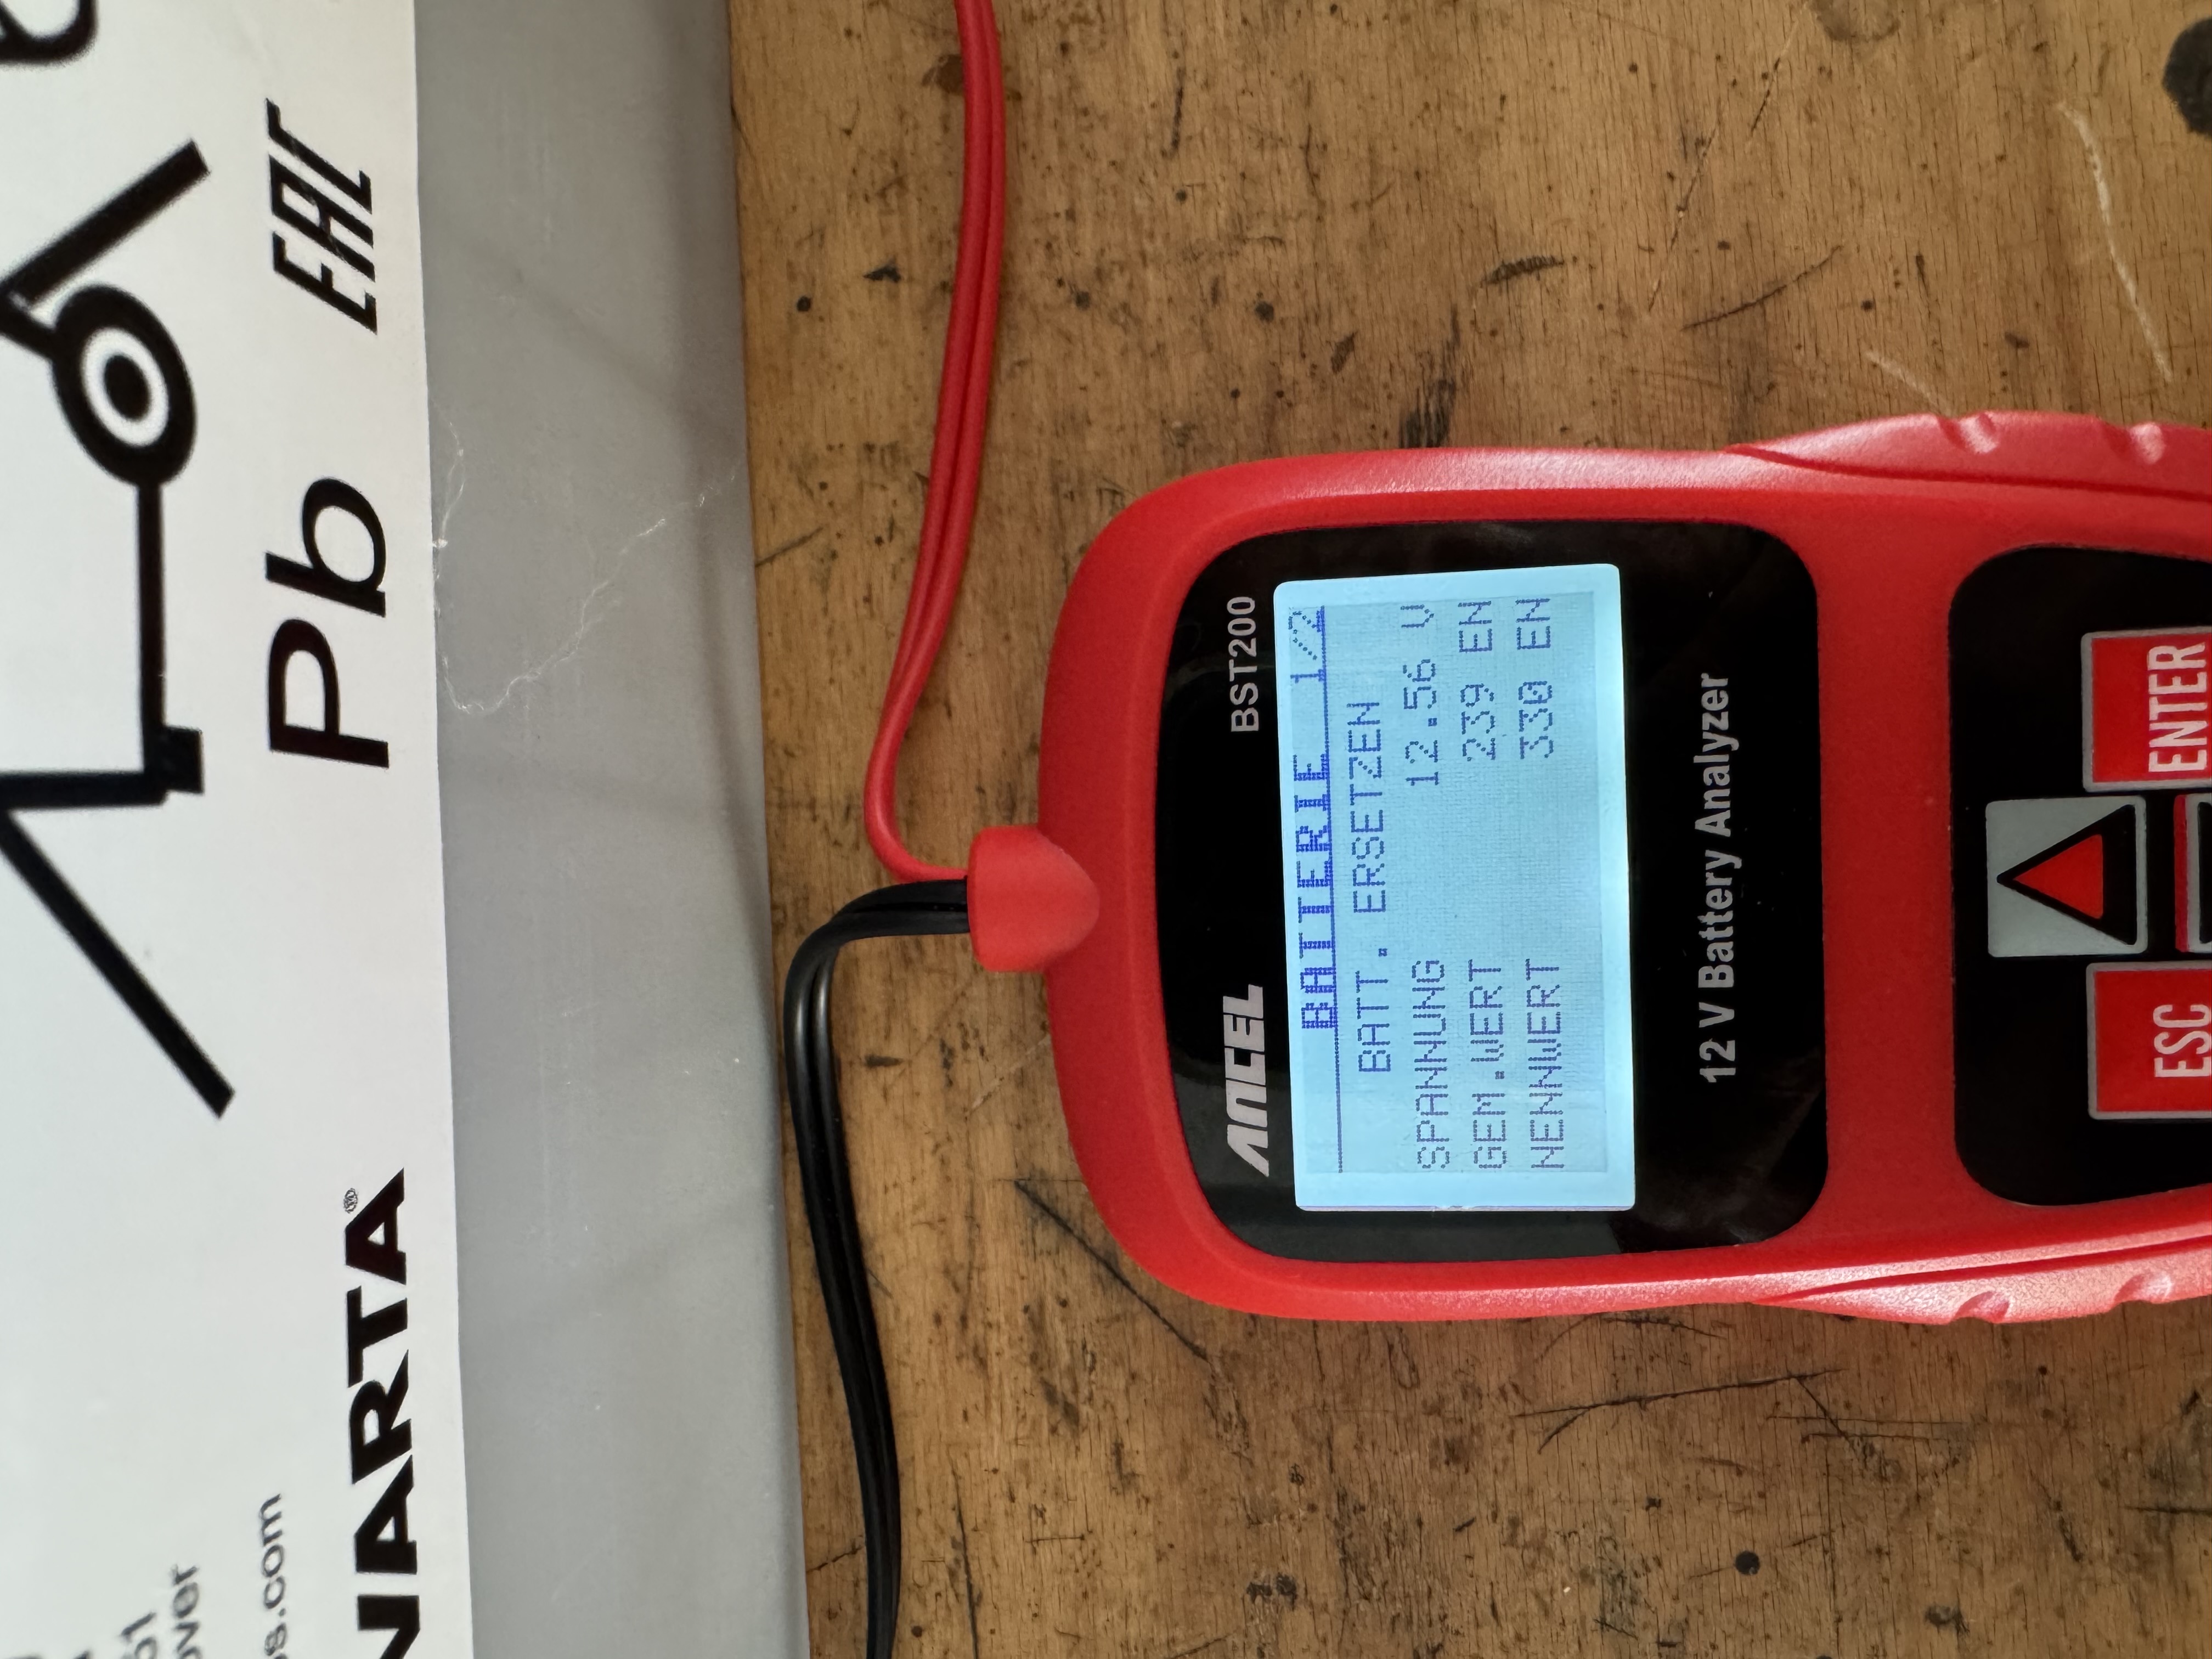 ANCEL BST200
BATTERIE 1/2
BATT. ERSETZEN
SPANNUNG 12.56 V
GEM.WERT 239 EN
NENNWERT 330 EN
12 V Battery Analyzer
ESC ENTER
Pb EAC
VARTA®